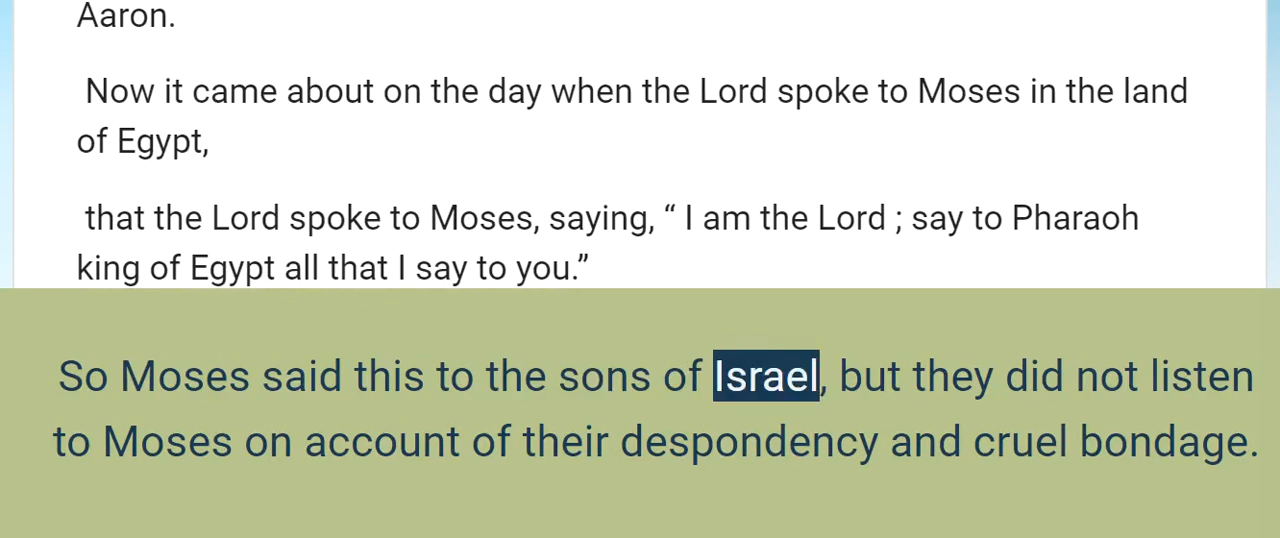 Aaron.
Now it came about on the day when the Lord spoke to Moses in the land
of Egypt,
that the Lord spoke to Moses, saying, “ I am the Lord ; say to Pharaoh
king of Egypt all that I say to you.”
So Moses said this to the sons of Israel, but they did not listen
to Moses on account of their despondency and cruel bondage.